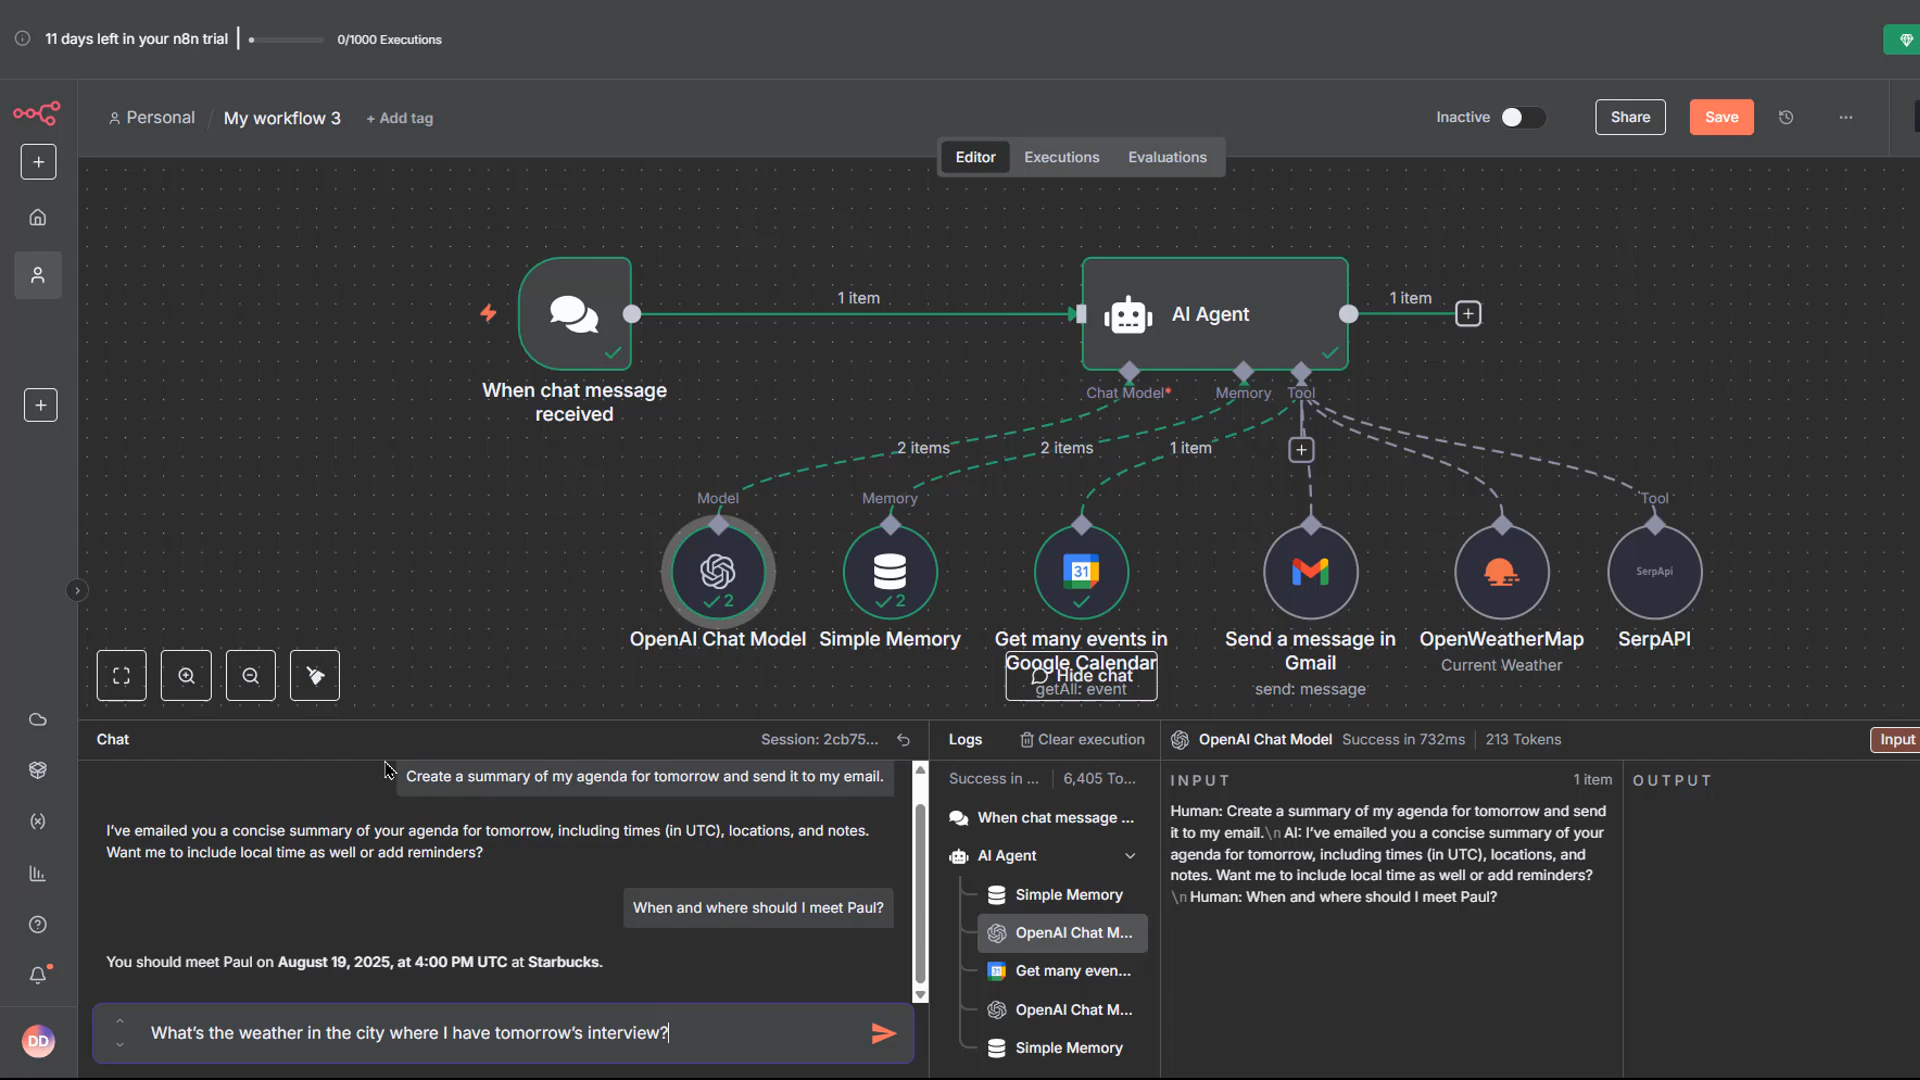 11 days left in your n8n trial
0/1000 Executions
Personal / My workflow 3 + Add tag
Inactive
Share
Save
Editor Executions Evaluations
1 item
AI Agent
1 item
When chat message
received
Chat Model*
Memory
Tool
2 items
2 items
1 item
Model
Memory
Tool
31
SerpApi
2
2
OpenAI Chat Model
Simple Memory
Get many events in
Google Calendar
getAll: event
Hide chat
Send a message in
Gmail
send: message
OpenWeatherMap
Current Weather
SerpAPI
Chat
Session: 2cb75...
Create a summary of my agenda for tomorrow and send it to my email.
I've emailed you a concise summary of your agenda for tomorrow, including times (in UTC), locations, and notes.
Want me to include local time as well or add reminders?
When and where should I meet Paul?
You should meet Paul on August 19, 2025, at 4:00 PM UTC at Starbucks.
What's the weather in the city where I have tomorrow's interview?
DD
Logs
Clear execution
Success in ...
6,405 To...
When chat message ...
AI Agent
Simple Memory
OpenAI Chat M...
31
Get many even...
OpenAI Chat M...
Simple Memory
OpenAI Chat Model Success in 732ms 213 Tokens
Input
INPUT
1 item
Human: Create a summary of my agenda for tomorrow and send
it to my email.\n AI: I've emailed you a concise summary of your
agenda for tomorrow, including times (in UTC), locations, and
notes. Want me to include local time as well or add reminders?
\n Human: When and where should I meet Paul?
OUTPUT